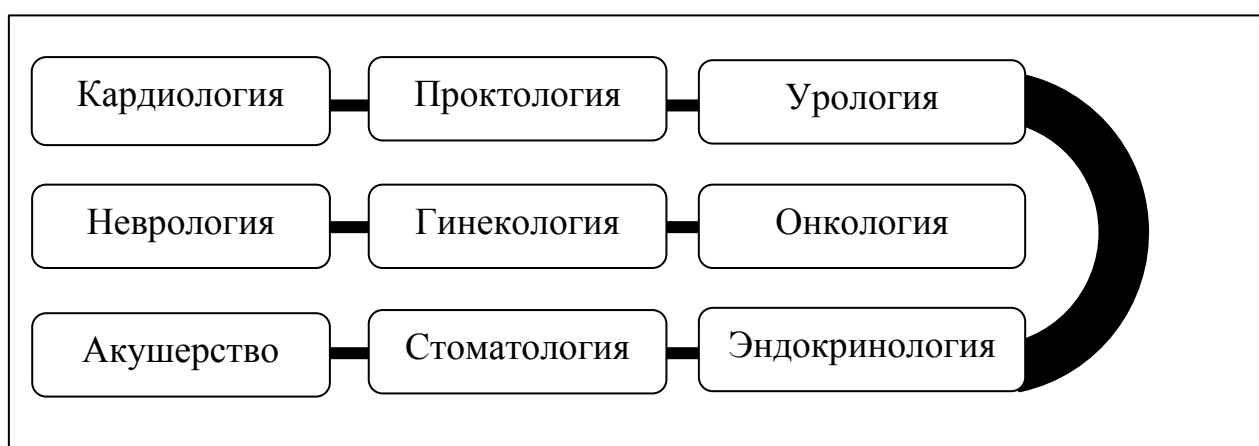 Кардиология Проктология Урология
Неврология Гинекология Онкология
Акушерство Стоматология Эндокринология